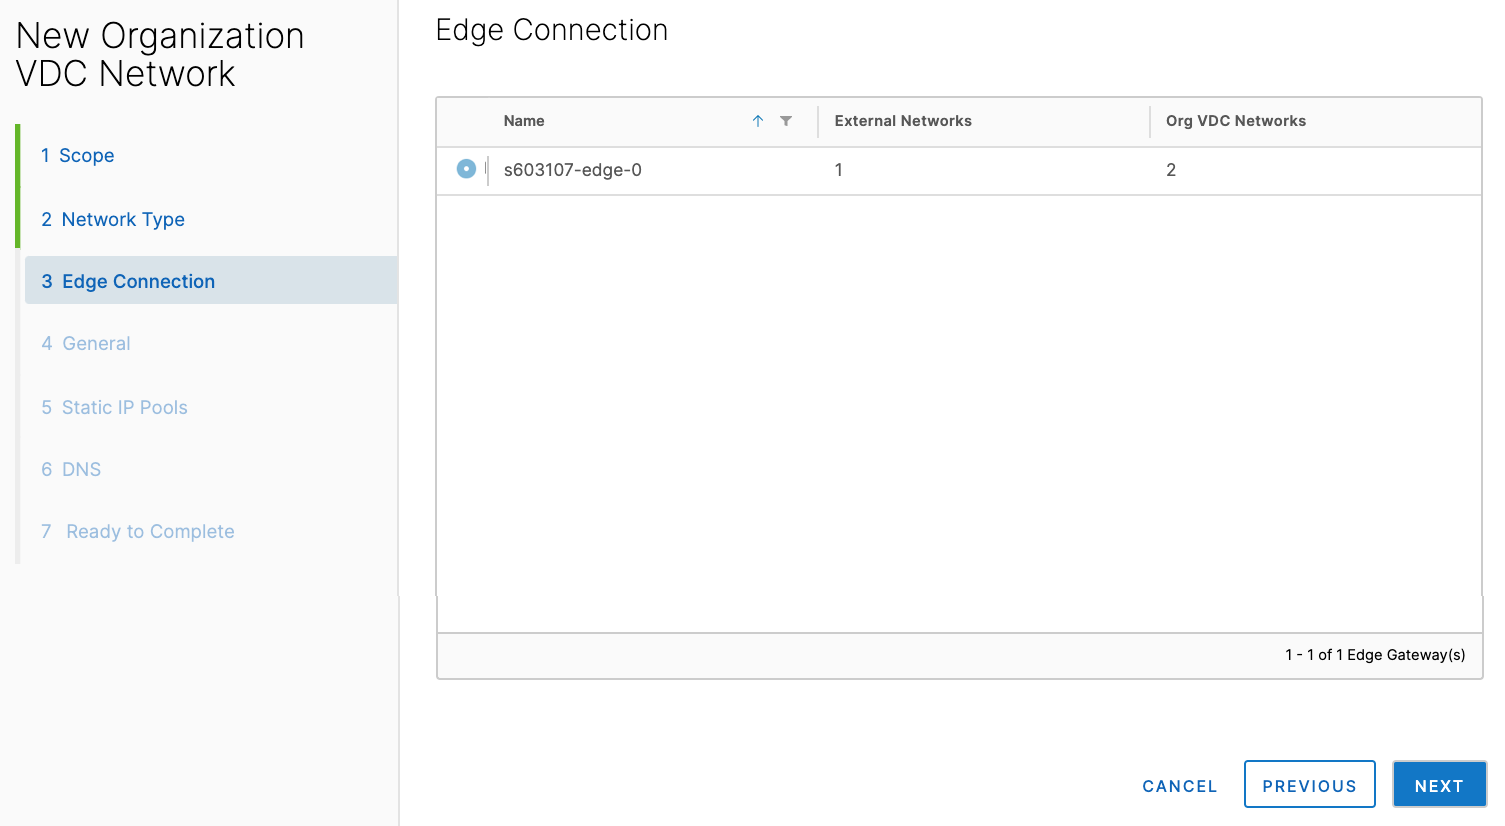 New Organization
VDC Network
1 Scope
2 Network Type
3 Edge Connection
4 General
5 Static IP Pools
6 DNS
7 Ready to Complete
Edge Connection
Name External Networks Org VDC Networks
s603107-edge-0 1 2
1 - 1 of 1 Edge Gateway(s)
CANCEL PREVIOUS NEXT